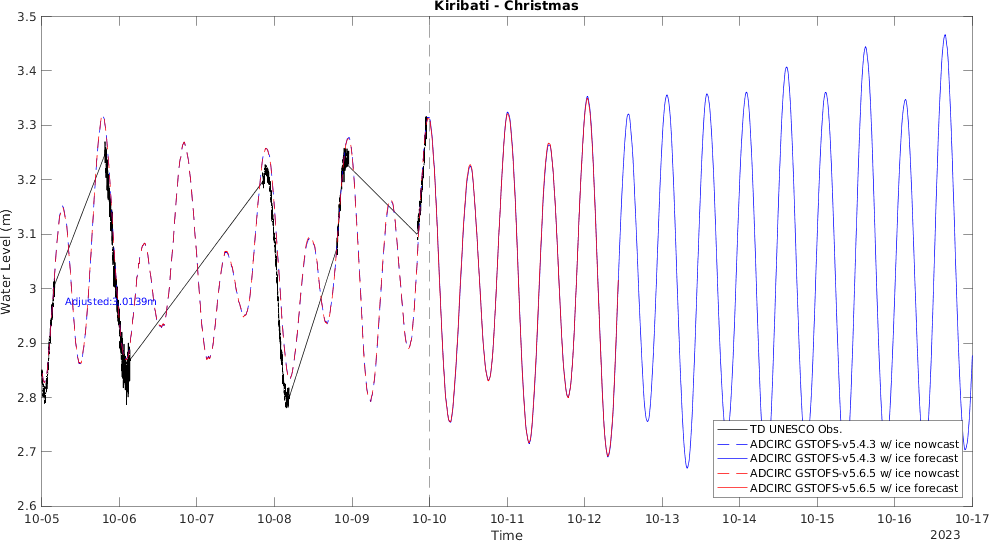 Kiribati - Christmas
3.5
3.4
3.3
3.2
3.1
3
2.9
2.8
2.7
2.6
Water Level (m)
Adjusted:3.0139m
TD UNESCO Obs.
ADCIRC GSTOFS-v5.4.3 w/ ice nowcast
ADCIRC GSTOFS-v5.4.3 w/ ice forecast
ADCIRC GSTOFS-v5.6.5 w/ ice nowcast
ADCIRC GSTOFS-v5.6.5 w/ ice forecast
10-05 10-06 10-07 10-08 10-09 10-10 10-11 10-12 10-13 10-14 10-15 10-16 10-17
Time
2023